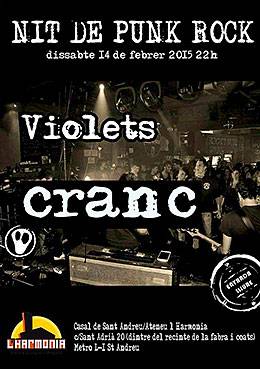 NIT DE PUNK ROCK
dissabte 14 de febrer 2015 22h
Violets
cranc
ENTRADA
LLIURE
L'HARMONIA
Casal de Sant Andreu/Ateneu l Harmonia
c/Sant Adrià 20(dintre del recinte de la fabra i coats)
Metro L-1 St Andreu